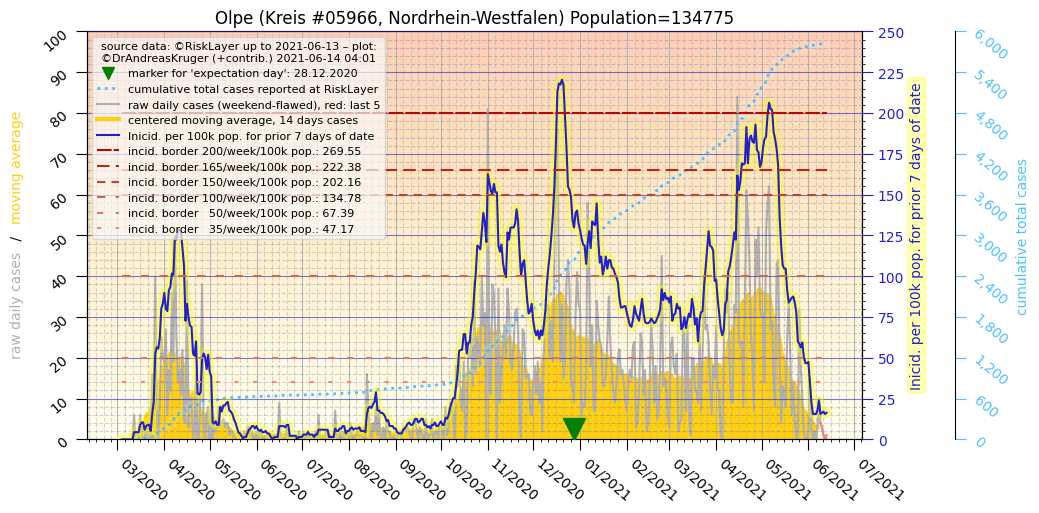 Olpe (Kreis #05966, Nordrhein-Westfalen) Population=134775
source data: ©RiskLayer up to 2021-06-13 – plot:
©DrAndreasKruger (+contrib.) 2021-06-14 04:01
marker for 'expectation day': 28.12.2020
cumulative total cases reported at RiskLayer
raw daily cases (weekend-flawed), red: last 5
centered moving average, 14 days cases
Inicid. per 100k pop. for prior 7 days of date
incid. border 200/week/100k pop.: 269.55
incid. border 165/week/100k pop.: 222.38
incid. border 150/week/100k pop.: 202.16
incid. border 100/week/100k pop.: 134.78
incid. border 50/week/100k pop.: 67.39
incid. border 35/week/100k pop.: 47.17
raw daily cases / moving average
100
90
80
70
60
50
40
30
20
10
0
03/2020
04/2020
05/2020
06/2020
07/2020
08/2020
09/2020
10/2020
11/2020
12/2020
01/2021
02/2021
03/2021
04/2021
05/2021
06/2021
07/2021
250
225
200
175
150
125
100
75
50
25
0
Inicid. per 100k pop. for prior 7 days of date
6,000
5,400
4,800
4,200
3,600
3,000
2,400
1,800
1,200
600
0
cumulative total cases